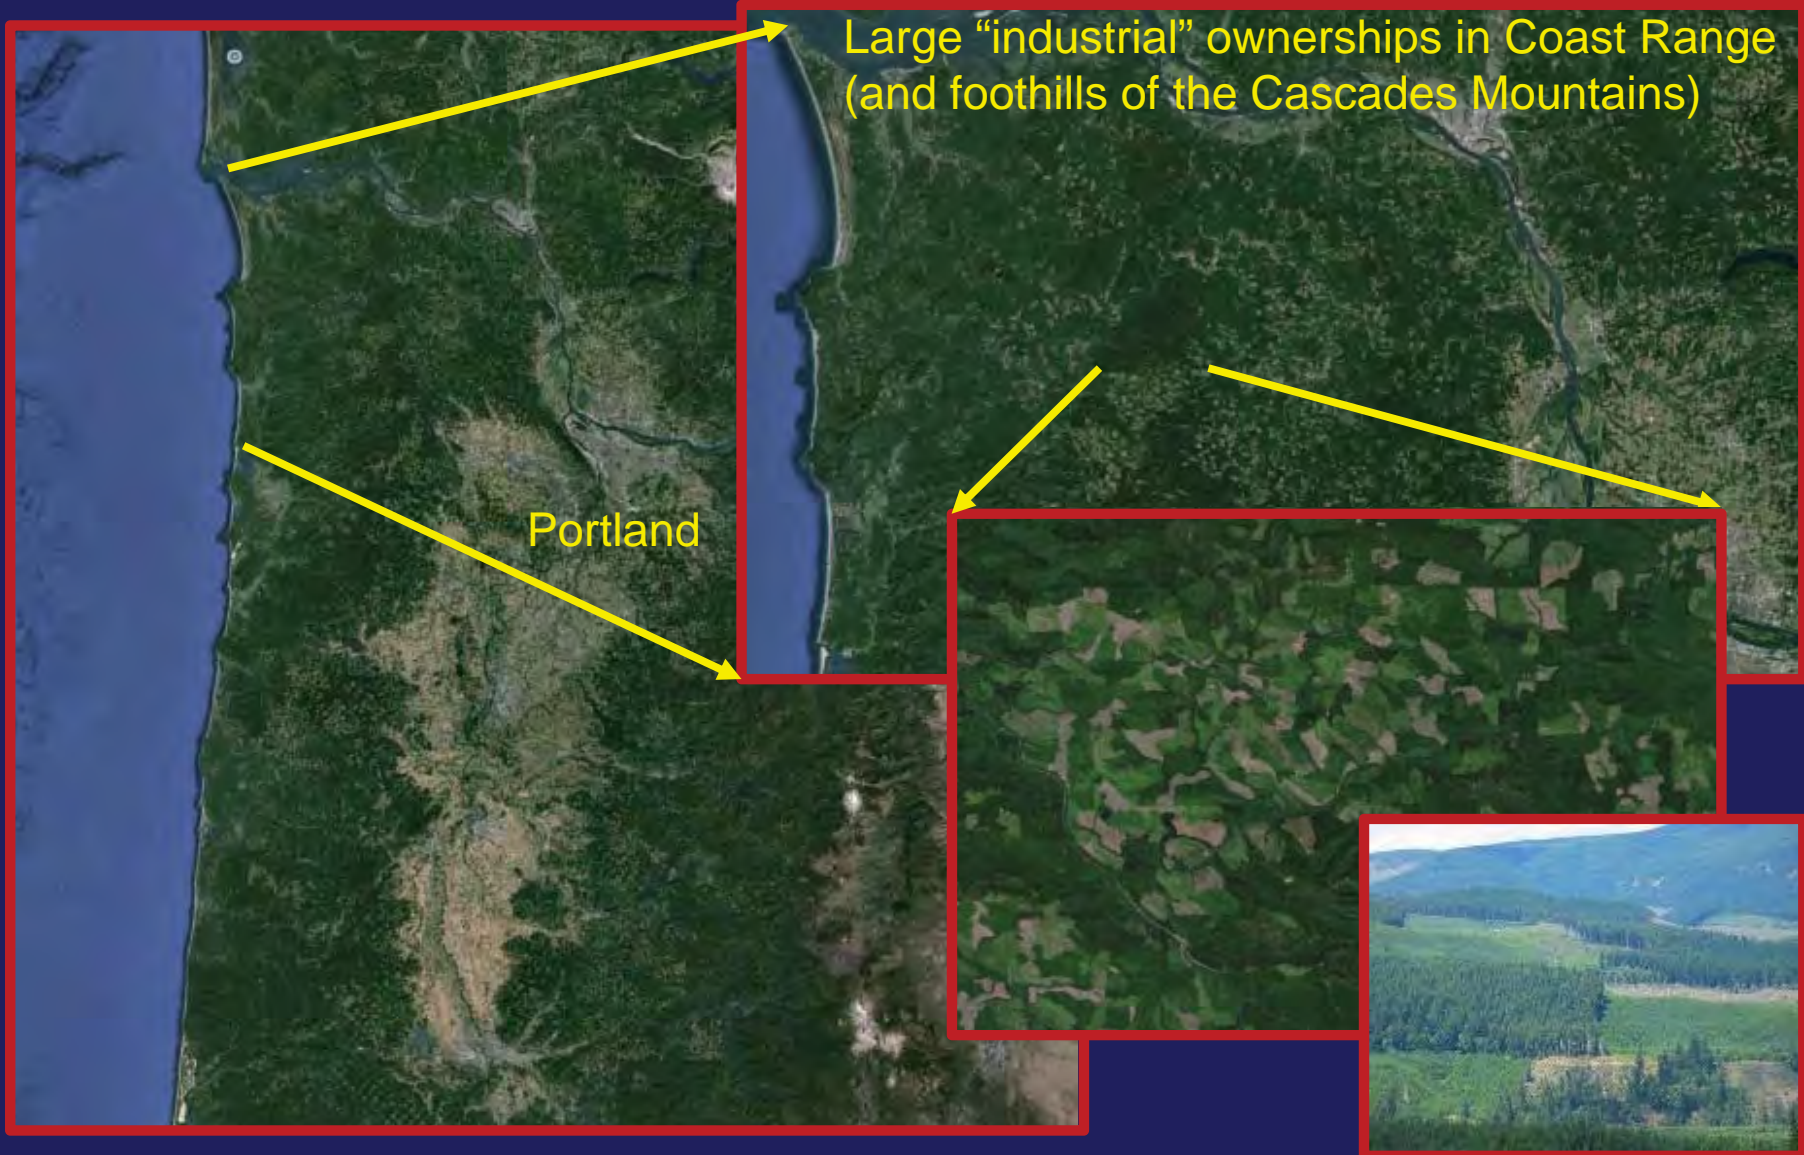 Large “industrial” ownerships in Coast Range
(and foothills of the Cascades Mountains)
Portland